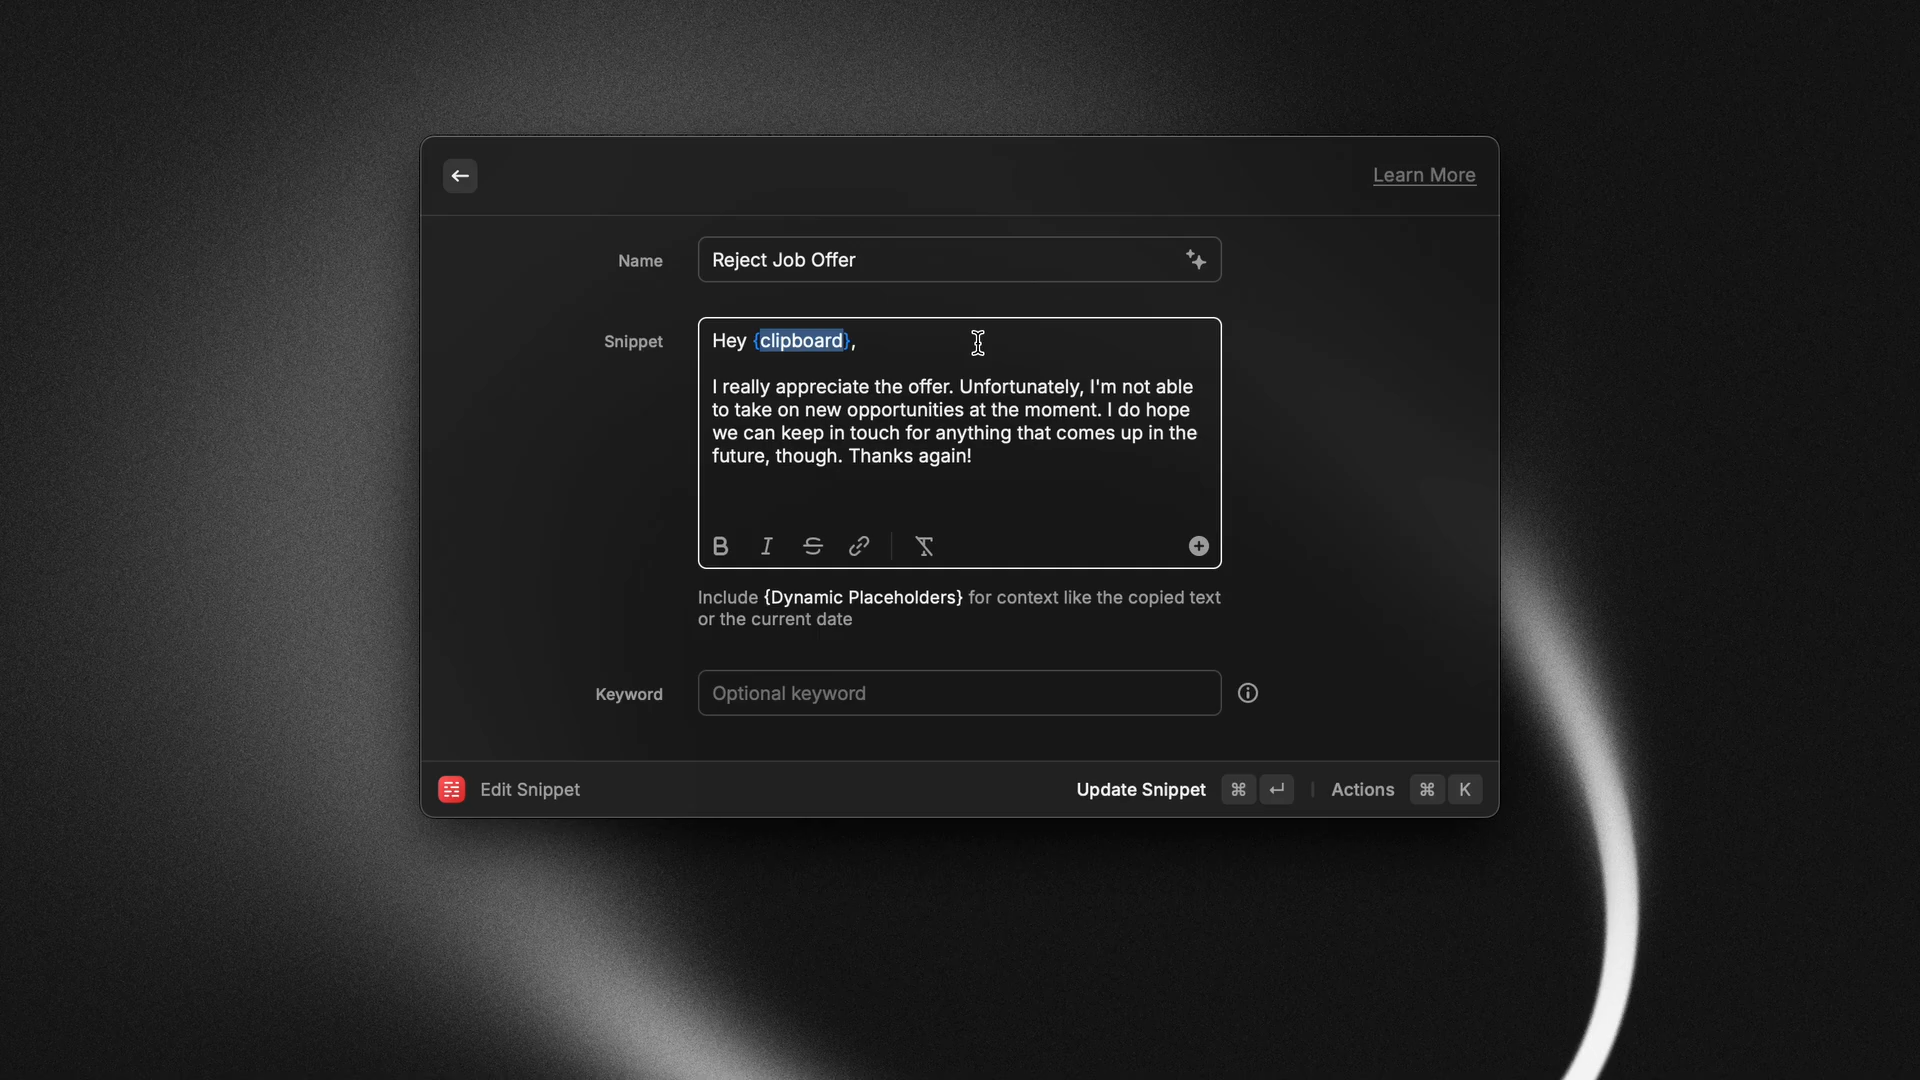 Learn More
Name
Reject Job Offer
Snippet
Hey {clipboard},
I really appreciate the offer. Unfortunately, I'm not able
to take on new opportunities at the moment. I do hope
we can keep in touch for anything that comes up in the
future, though. Thanks again!
B I S T
Include {Dynamic Placeholders} for context like the copied text
or the current date
Keyword
Optional keyword
Edit Snippet
Update Snippet ⌘ ↵ Actions ⌘ K